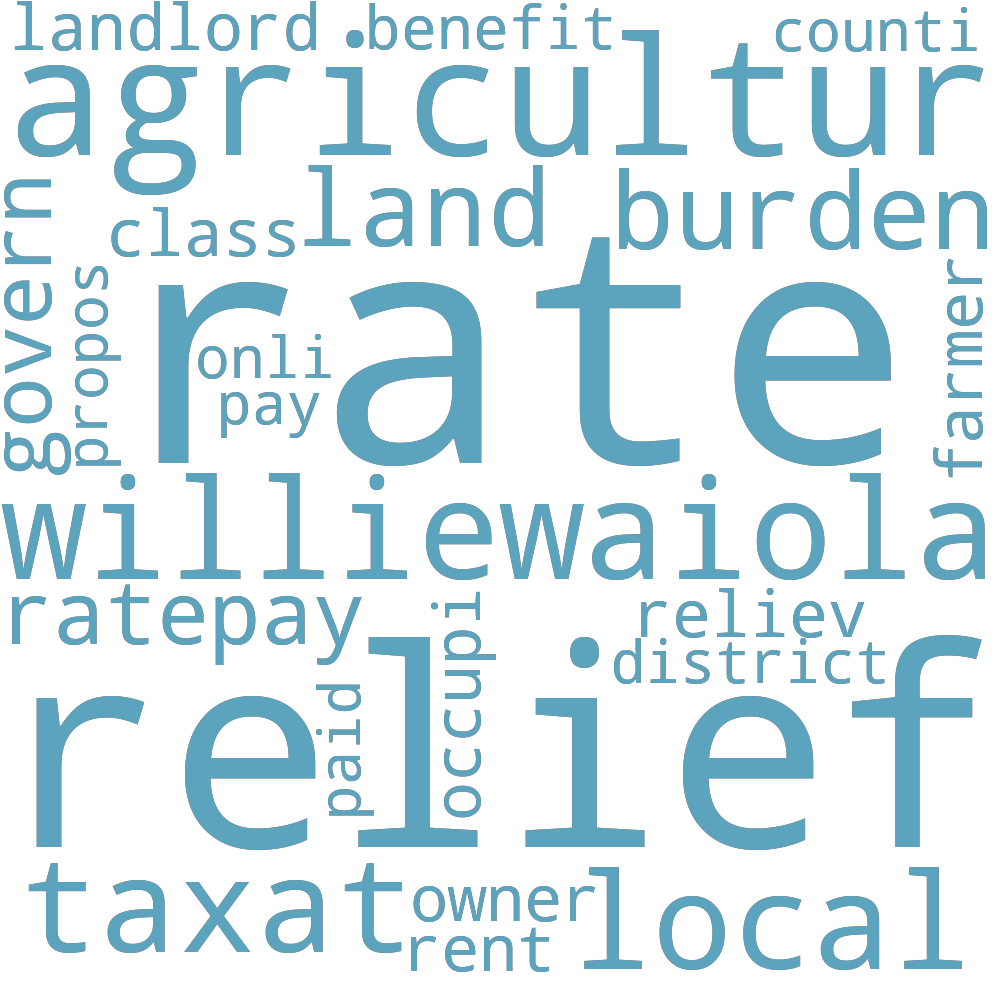 landlord benefit counti
agricultur
govern class land burden
propos rate farmer
onli
pay
williewaiola
ratepay occupi reliev
district
relief
paid
taxat owner local
rent